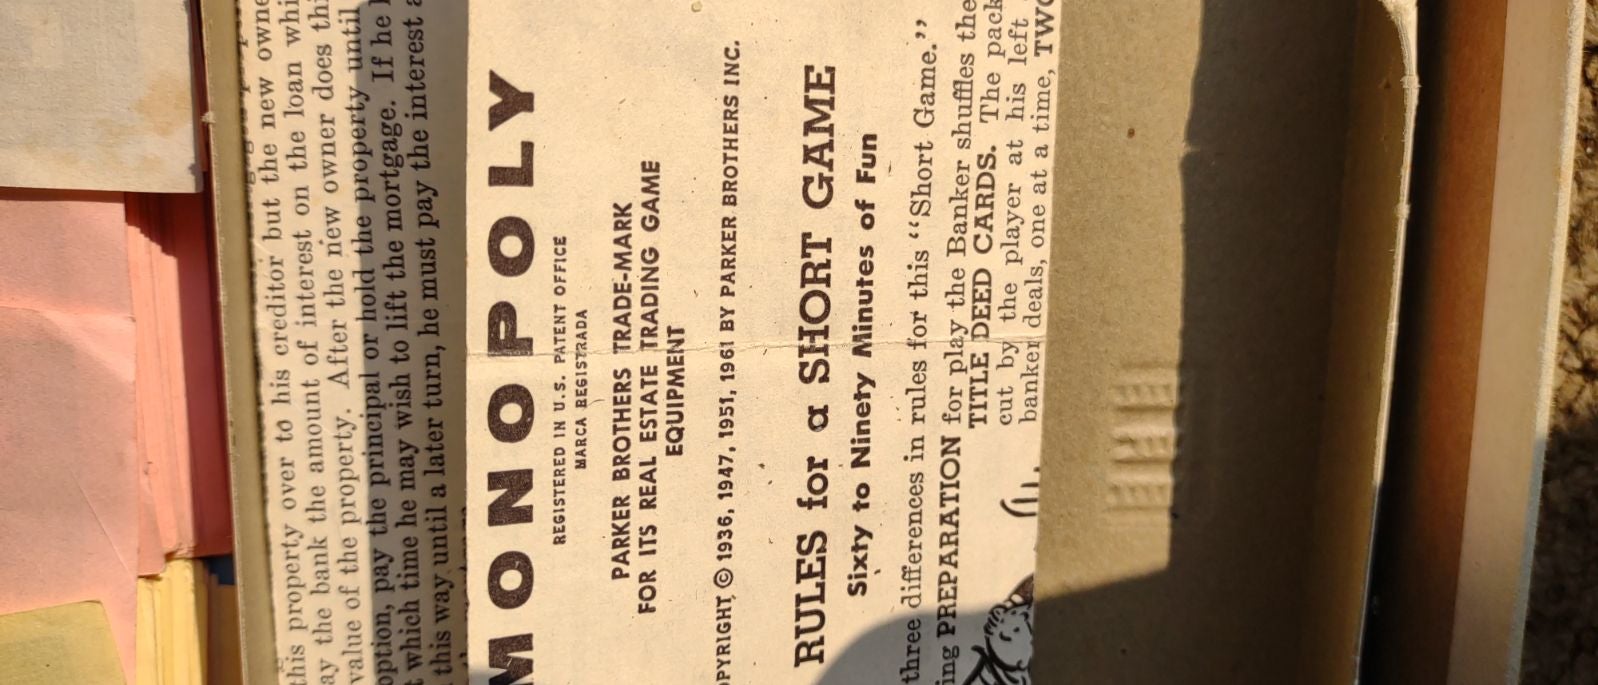 this property over to his creditor but the new owne
ay the bank the amount of interest on the loan whi
value of the property. After the new owner does thi
option, pay the principal or hold the property until
t which time he may wish to lift the mortgage. If he
this way until a later turn, he must pay the interest a
MONOPOLY
REGISTERED IN U.S. PATENT OFFICE
MARCA REGISTRADA
PARKER BROTHERS TRADE-MARK
FOR ITS REAL ESTATE TRADING GAME
EQUIPMENT
OPYRIGHT © 1936, 1947, 1951, 1961 BY PARKER BROTHERS INC.
RULES for a SHORT GAME
Sixty to Ninety Minutes of Fun
three differences in rules for this “Short Game.”
ing PREPARATION for play the Banker shuffles the
TITLE DEED CARDS. The pack
cut by the player at his left
banker deals, one at a time, TWO